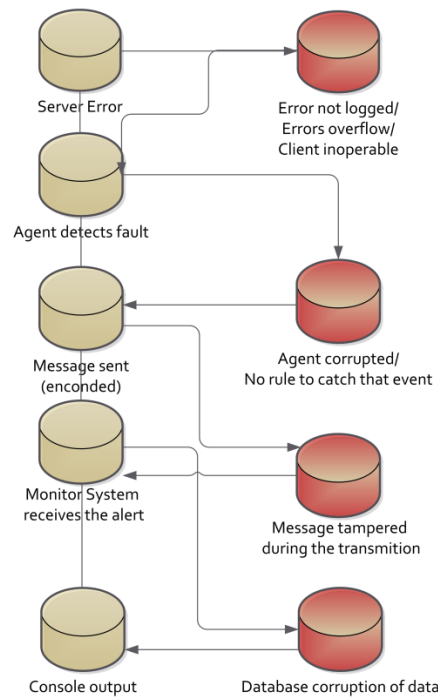 Server Error
Error not logged/
Errors overflow/
Client inoperable
Agent detects fault
Message sent
(enconded)
Agent corrupted/
No rule to catch that event
Monitor System
receives the alert
Message tampered
during the transmition
Console output
Database corruption of data